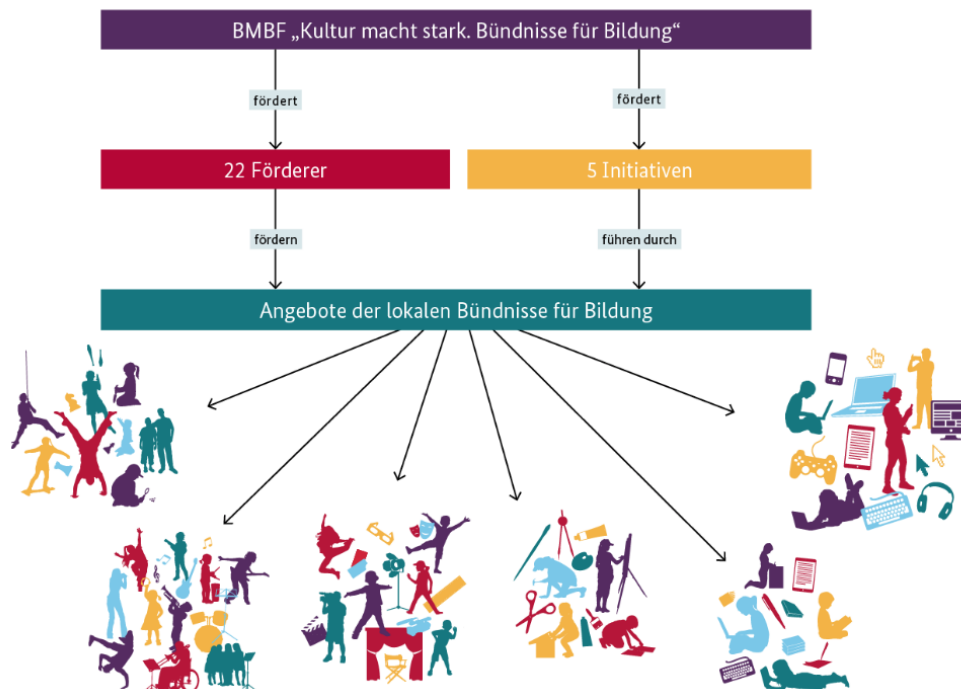 BMBF „Kultur macht stark. Bündnisse für Bildung“
fördert
fördert
22 Förderer
5 Initiativen
fördern
führen durch
Angebote der lokalen Bündnisse für Bildung